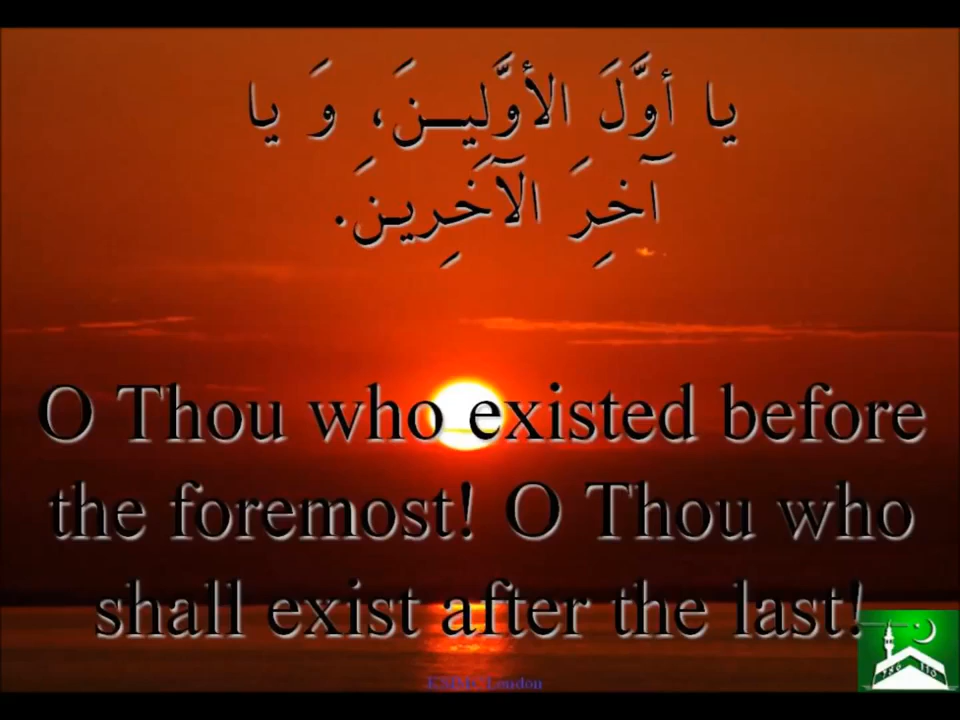 يا أوَّلَ الأوَّلِيـنَ، وَ يا
آخِرَ الآخَرِينَ.
O Thou who existed before
the foremost! O Thou who
shall exist after the last!